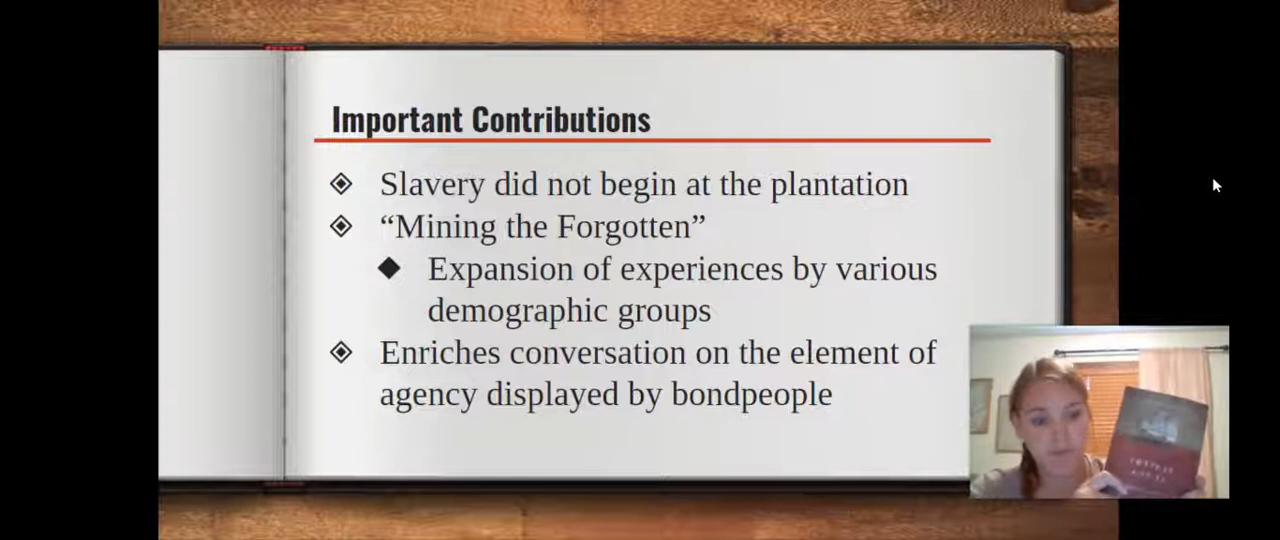 Important Contributions
Slavery did not begin at the plantation
“Mining the Forgotten”
Expansion of experiences by various
demographic groups
Enriches conversation on the element of
agency displayed by bondpeople